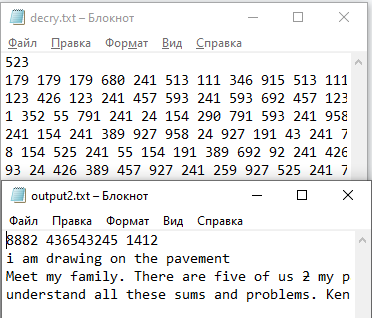 decry.txt – Блокнот
Файл Правка Формат Вид Справка
523
179 179 179 680 241 513 111 346 915 513 111
123 426 123 241 457 593 241 593 692 457 123
1 352 55 791 241 24 154 290 791 593 241 958
241 154 241 389 927 958 24 927 191 43 241 7
8 154 525 241 55 154 191 389 692 92 241 426
93 24 426 389 457 927 241 259 927 525 241 7
output2.txt – Блокнот
Файл Правка Формат Вид Справка
8882 436543245 1412
i am drawing on the pavement
Meet my family. There are five of us 2 my p
understand all these sums and problems. Ken